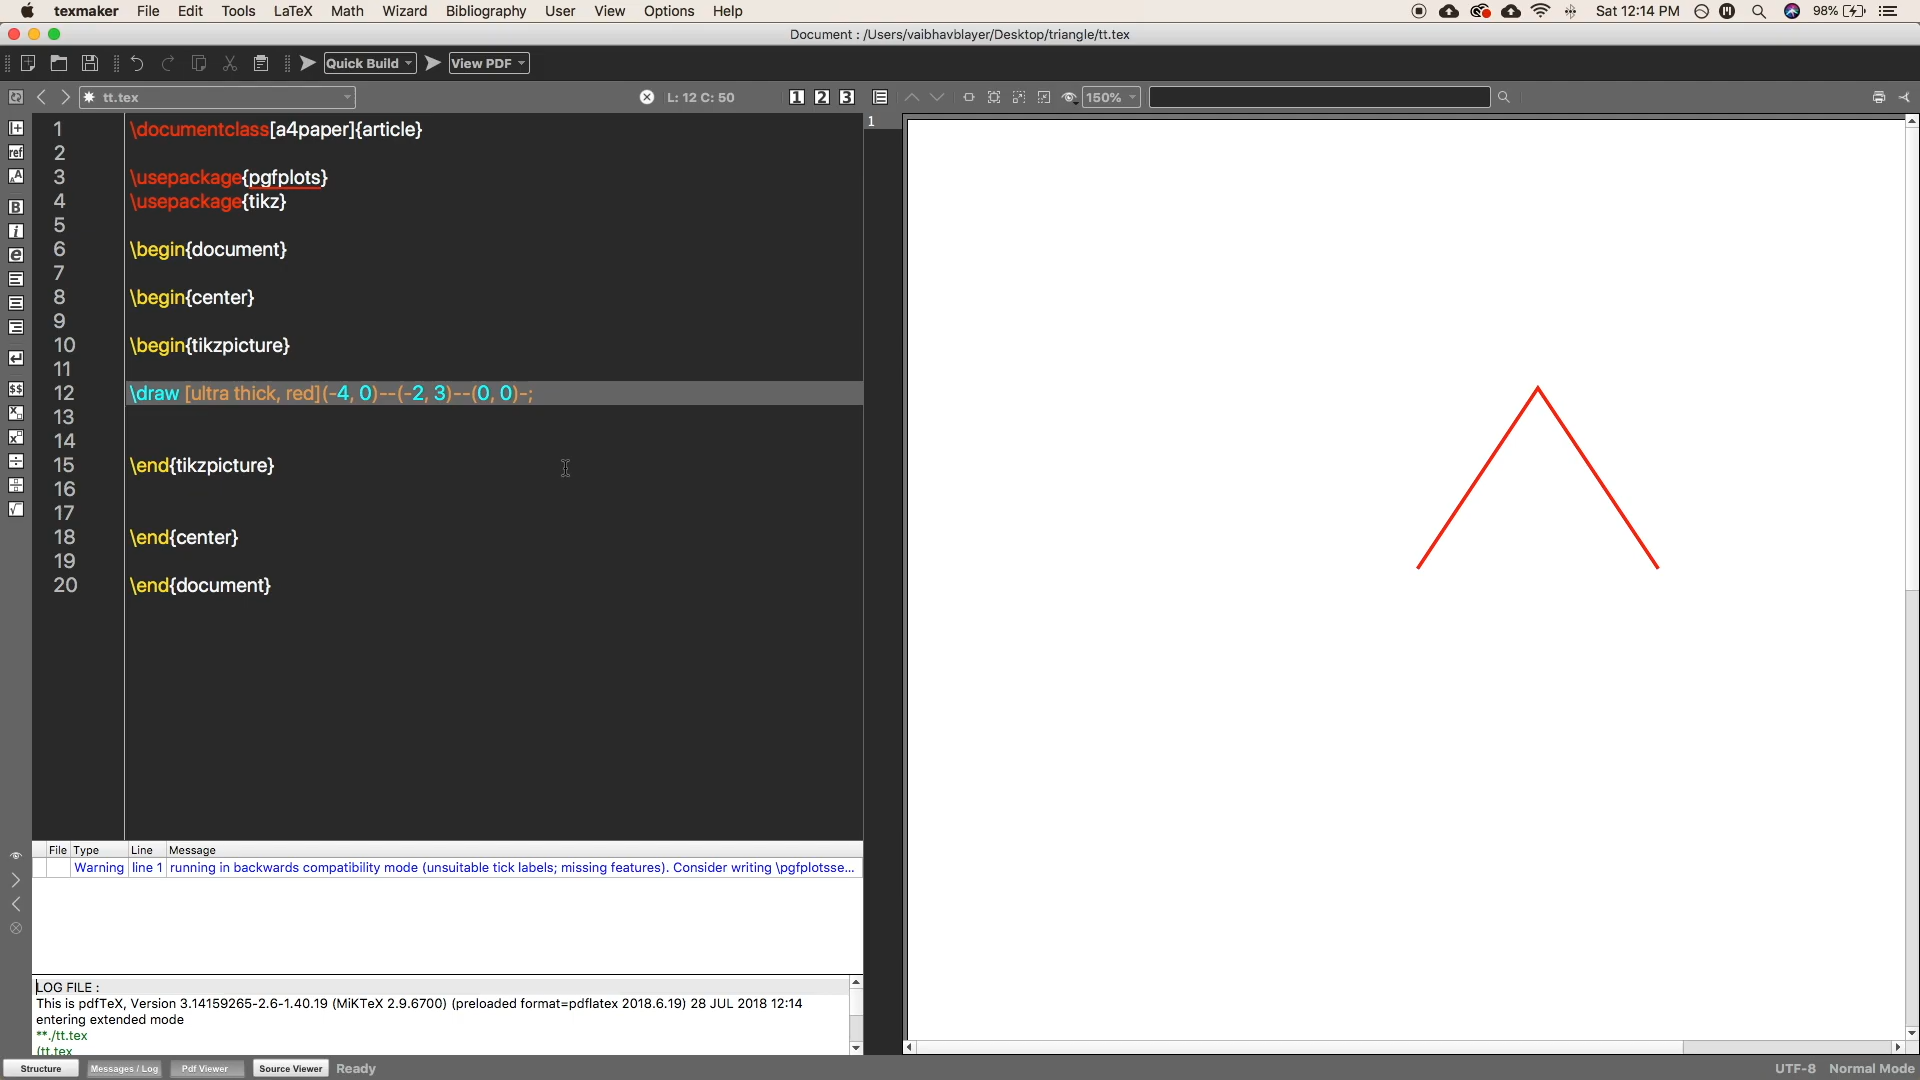 texmaker File Edit Tools LaTeX Math Wizard Bibliography User View Options Help Sat 12:14 PM 98%
Document : /Users/vaibhavblayer/Desktop/triangle/tt.tex
Quick Build View PDF
tt.tex L: 12 C: 50 1 2 3 150%
1
1 \documentclass[a4paper]{article}
2
3 \usepackage{pgfplots}
4 \usepackage{tikz}
5
6 \begin{document}
7
8 \begin{center}
9
10 \begin{tikzpicture}
11
12 \draw [ultra thick, red](-4, 0)--(-2, 3)--(0, 0)-;
13
14
15 \end{tikzpicture}
16
17
18 \end{center}
19
20 \end{document}
File Type Line Message
Warning line 1 running in backwards compatibility mode (unsuitable tick labels; missing features). Consider writing \pgfplotsse...
LOG FILE :
This is pdfTeX, Version 3.14159265-2.6-1.40.19 (MiKTeX 2.9.6700) (preloaded format=pdflatex 2018.6.19) 28 JUL 2018 12:14
entering extended mode
**./tt.tex
(tt.tex
Structure Messages / Log Pdf Viewer Source Viewer Ready UTF-8 Normal Mode